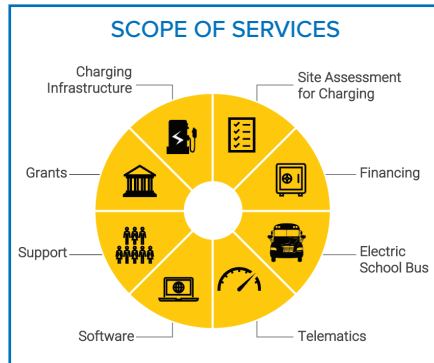 SCOPE OF SERVICES
Charging
Infrastructure
Site Assessment
for Charging
Grants
Financing
Support
Electric
School Bus
Software
Telematics